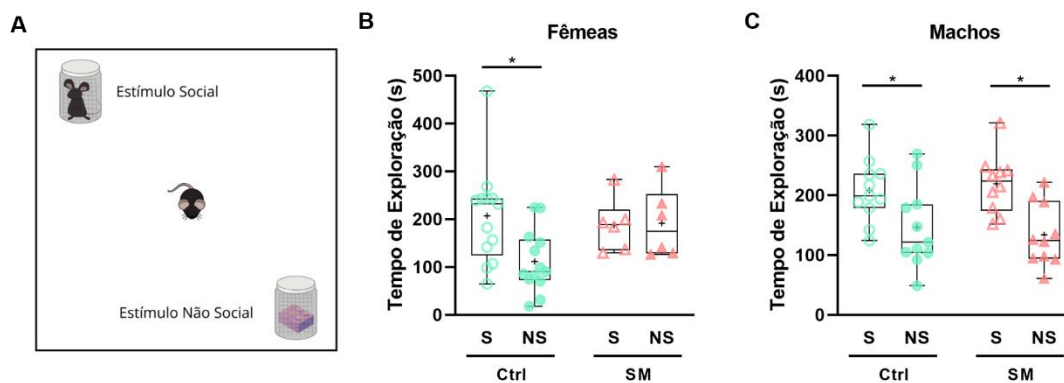 A
Estímulo Social
Estímulo Não Social
B
Fêmeas
Tempo de Exploração (s)
500
400
300
200
100
0
*
S NS S NS
Ctrl SM
C
Machos
Tempo de Exploração (s)
400
300
200
100
0
* *
S NS S NS
Ctrl SM